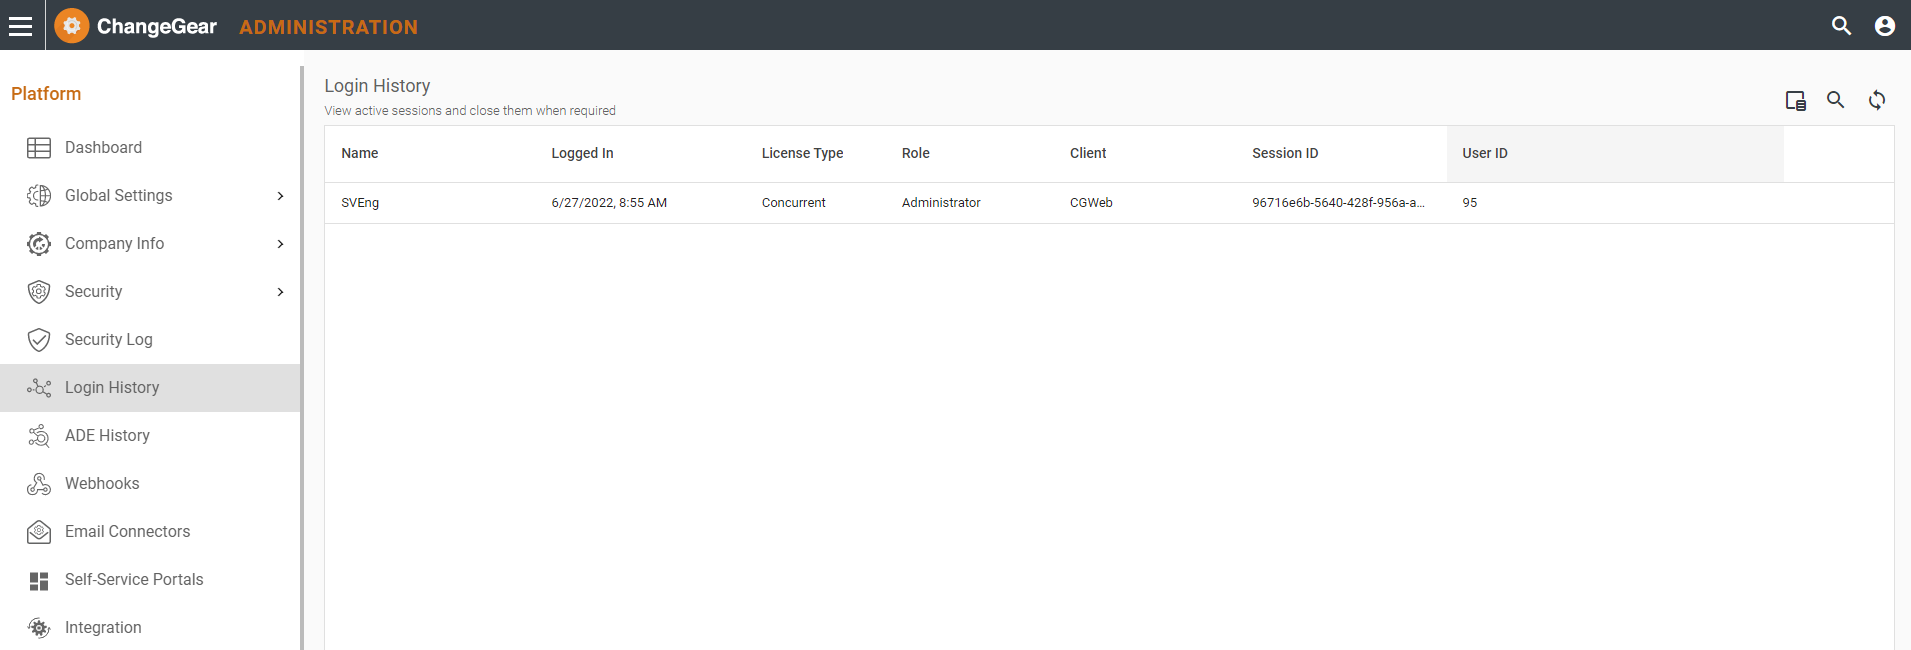 ChangeGear ADMINISTRATION
Platform
Dashboard
Global Settings
Company Info
Security
Security Log
Login History
ADE History
Webhooks
Email Connectors
Self-Service Portals
Integration
Login History
View active sessions and close them when required
Name Logged In License Type Role Client Session ID User ID
SVEng 6/27/2022, 8:55 AM Concurrent Administrator CGWeb 96716e6b-5640-428f-956a-a... 95